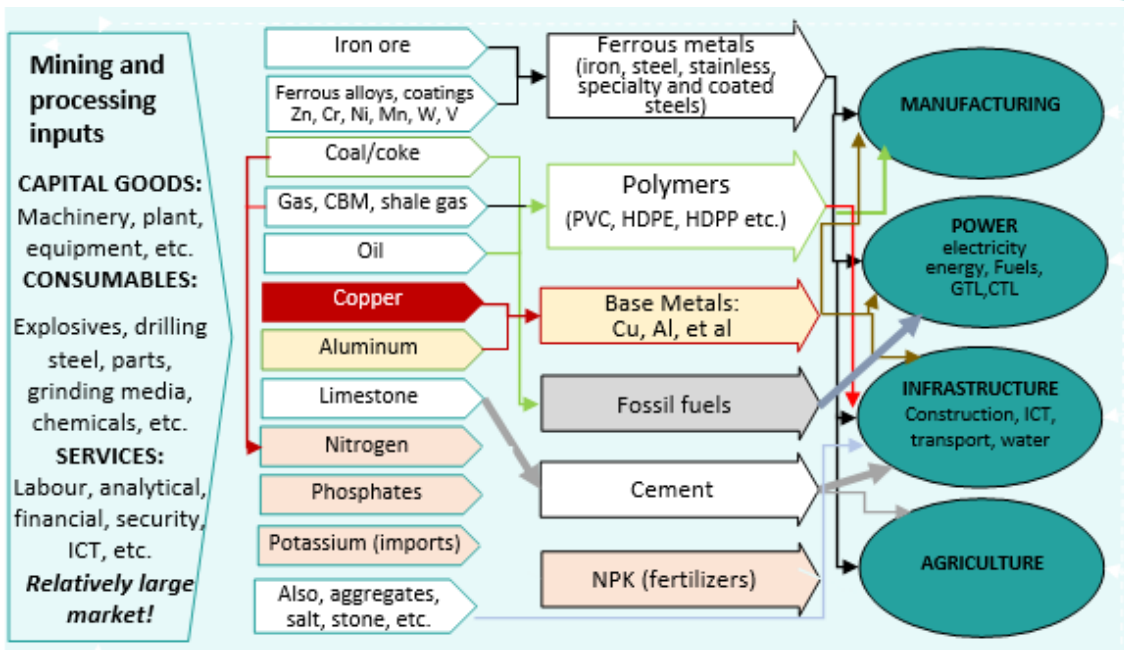 Mining and
processing
inputs
CAPITAL GOODS:
Machinery, plant,
equipment, etc.
CONSUMABLES:
Explosives, drilling
steel, parts,
grinding media,
chemicals, etc.
SERVICES:
Labour, analytical,
financial, security,
ICT, etc.
Relatively large
market!
Iron ore
Ferrous alloys, coatings
Zn, Cr, Ni, Mn, W, V
Coal/coke
Gas, CBM, shale gas
Oil
Copper
Aluminum
Limestone
Nitrogen
Phosphates
Potassium (imports)
Also, aggregates,
salt, stone, etc.
Ferrous metals
(iron, steel, stainless,
specialty and coated
steels)
Polymers
(PVC, HDPE, HDPP etc.)
Base Metals:
Cu, Al, et al
Fossil fuels
Cement
NPK (fertilizers)
MANUFACTURING
POWER
electricity
energy, Fuels,
GTL,CTL
INFRASTRUCTURE
Construction, ICT,
transport, water
AGRICULTURE